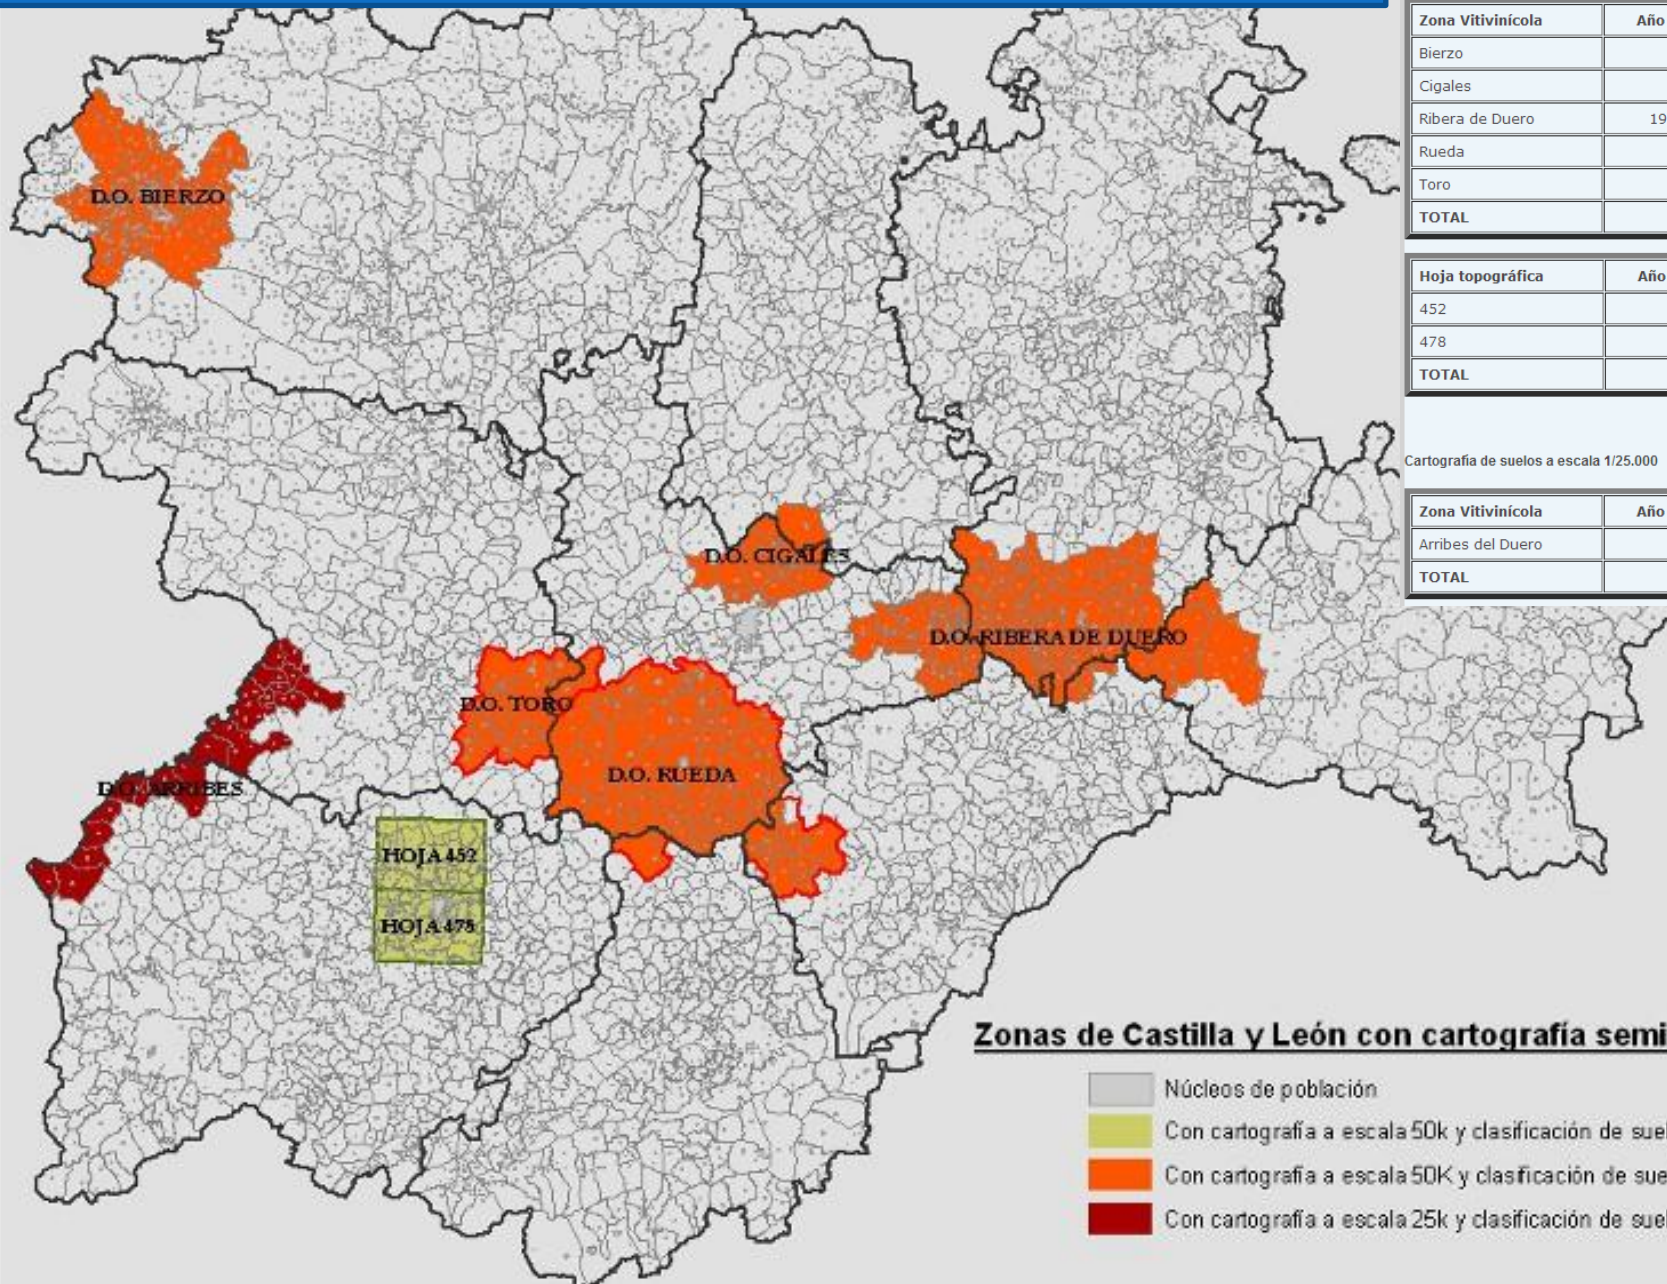 Zona Vitivinícola Año
Bierzo
Cigales
Ribera de Duero 19
Rueda
Toro
TOTAL
Hoja topográfica Año
452
478
TOTAL
Cartografía de suelos a escala 1/25.000
Zona Vitivinícola Año
Arribes del Duero
TOTAL
D.O. BIERZO
D.O. CIGALES
D.O. RIBERA DE DUERO
D.O. TORO
D.O. RUEDA
D.O. ARRIBES
HOJA 452
HOJA 478
Zonas de Castilla y León con cartografía semi
Núcleos de población
Con cartografía a escala 50k y clasificación de sue
Con cartografía a escala 50K y clasficación de sue
Con cartografía a escala 25k y clasificación de sue